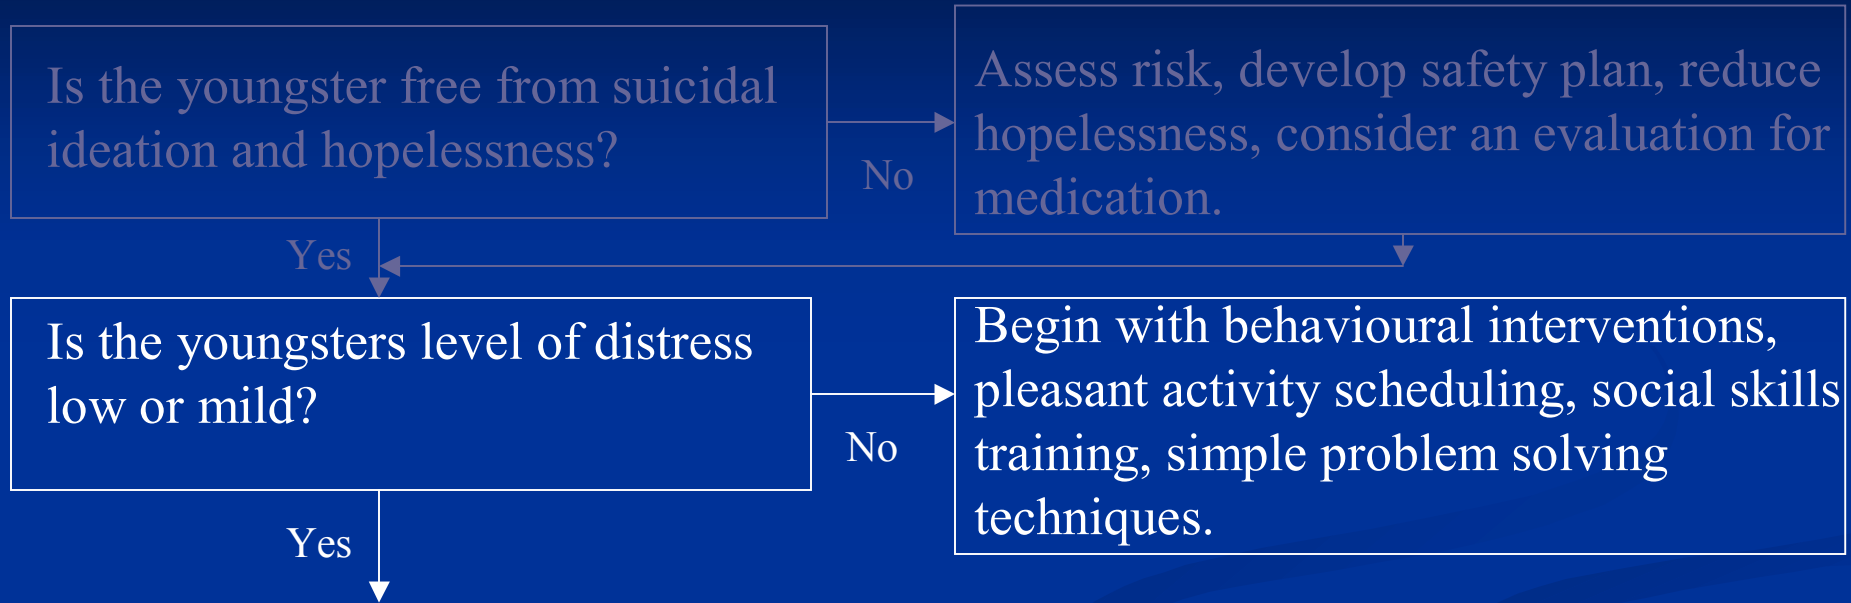 Is the youngster free from suicidal
ideation and hopelessness?
No
Assess risk, develop safety plan, reduce
hopelessness, consider an evaluation for
medication.
Yes
Is the youngsters level of distress
low or mild?
No
Begin with behavioural interventions,
pleasant activity scheduling, social skills
training, simple problem solving
techniques.
Yes